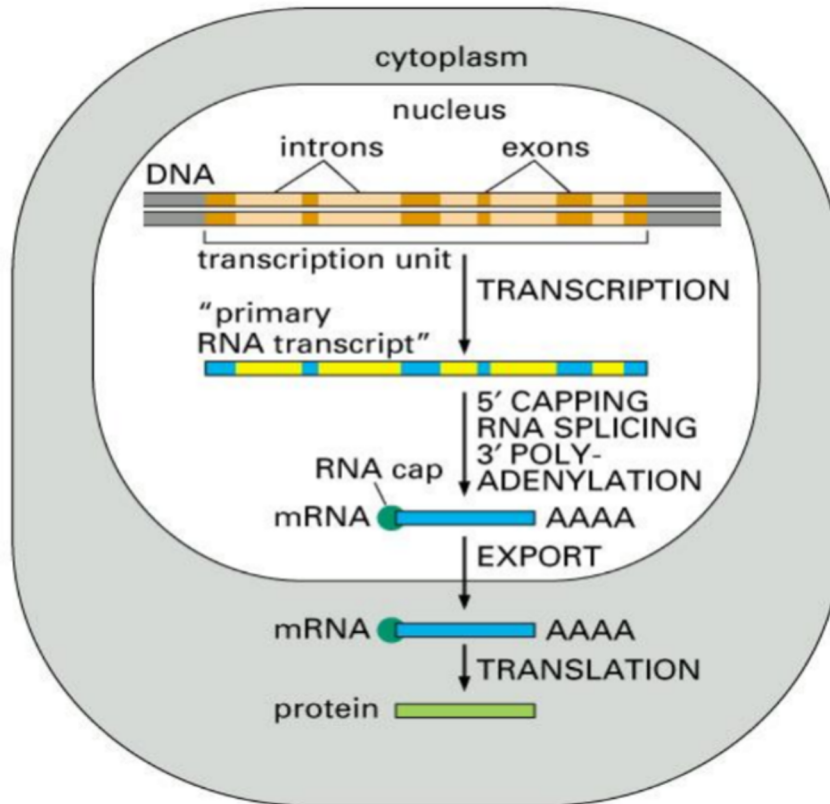 cytoplasm
nucleus
introns
exons
DNA
transcription unit
TRANSCRIPTION
“primary
RNA transcript”
5′ CAPPING
RNA SPLICING
3′ POLY-
ADENYLATION
RNA cap
mRNA
AAAA
EXPORT
mRNA
AAAA
TRANSLATION
protein